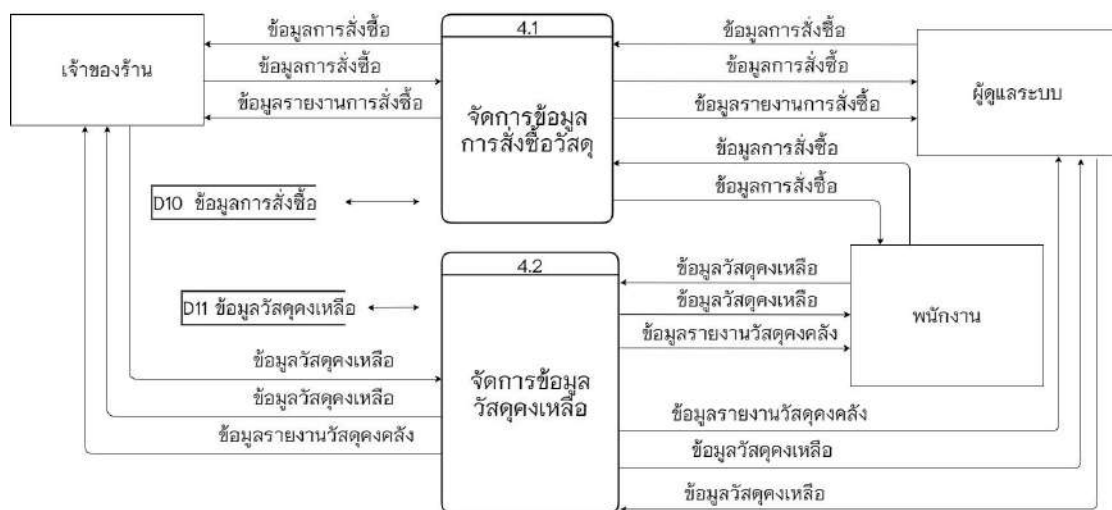 4.1
ข้อมูลการสั่งซื้อ
ข้อมูลการสั่งซื้อ
เจ้าของร้าน
ข้อมูลการสั่งซื้อ
ข้อมูลการสั่งซื้อ
ผู้ดูแลระบบ
ข้อมูลรายงานการสั่งซื้อ
ข้อมูลรายงานการสั่งซื้อ
จัดการข้อมูล
การสั่งซื้อวัสดุ
ข้อมูลการสั่งซื้อ
ข้อมูลการสั่งซื้อ
D10 ข้อมูลการสั่งซื้อ
4.2
ข้อมูลวัสดุคงเหลือ
D11 ข้อมูลวัสดุคงเหลือ
ข้อมูลวัสดุคงเหลือ
พนักงาน
ข้อมูลรายงานวัสดุคงคลัง
ข้อมูลวัสดุคงเหลือ
จัดการข้อมูล
วัสดุคงเหลือ
ข้อมูลวัสดุคงเหลือ
ข้อมูลรายงานวัสดุคงคลัง
ข้อมูลรายงานวัสดุคงคลัง
ข้อมูลวัสดุคงเหลือ
ข้อมูลวัสดุคงเหลือ